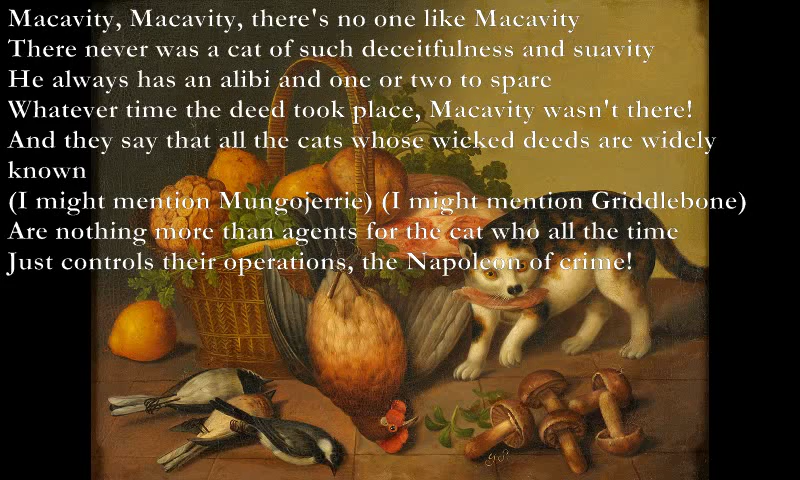 Macavity, Macavity, there's no one like Macavity
There never was a cat of such deceitfulness and suavity
He always has an alibi and one or two to spare
Whatever time the deed took place, Macavity wasn't there!
And they say that all the cats whose wicked deeds are widely
known
(I might mention Mungojerrie) (I might mention Griddlebone)
Are nothing more than agents for the cat who all the time
Just controls their operations, the Napoleon of crime!